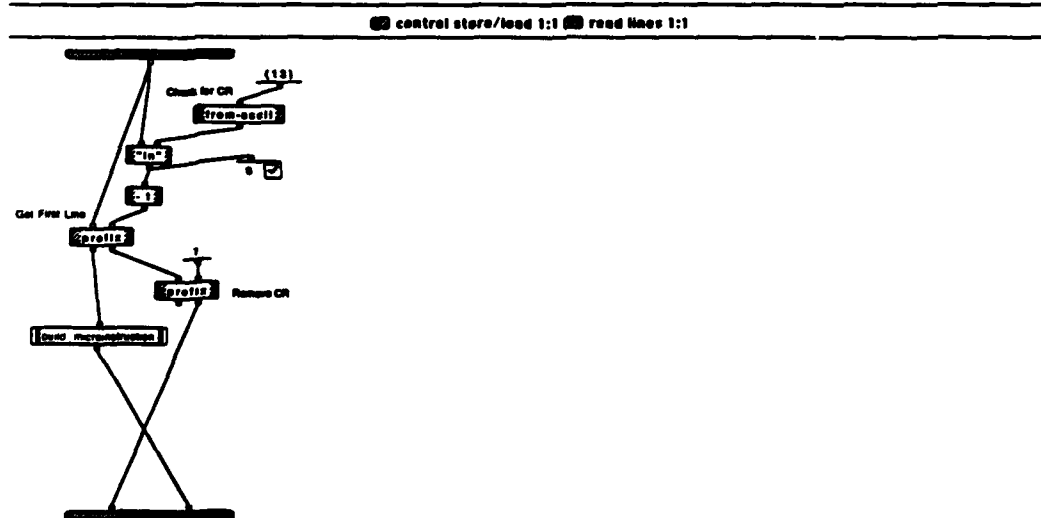 control store/load 1:1 read lines 1:1
(13)
Check for CR
from-ascii
"in"
- 1
Get First Line
prefix
1
prefix
Remove CR
build microinstruction